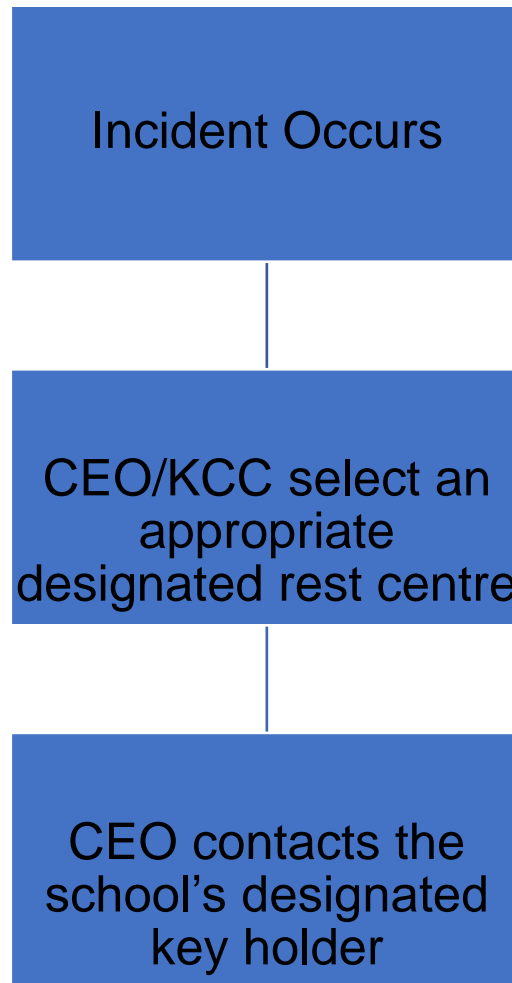 Incident Occurs
CEO/KCC select an
appropriate
designated rest centre
CEO contacts the
school’s designated
key holder